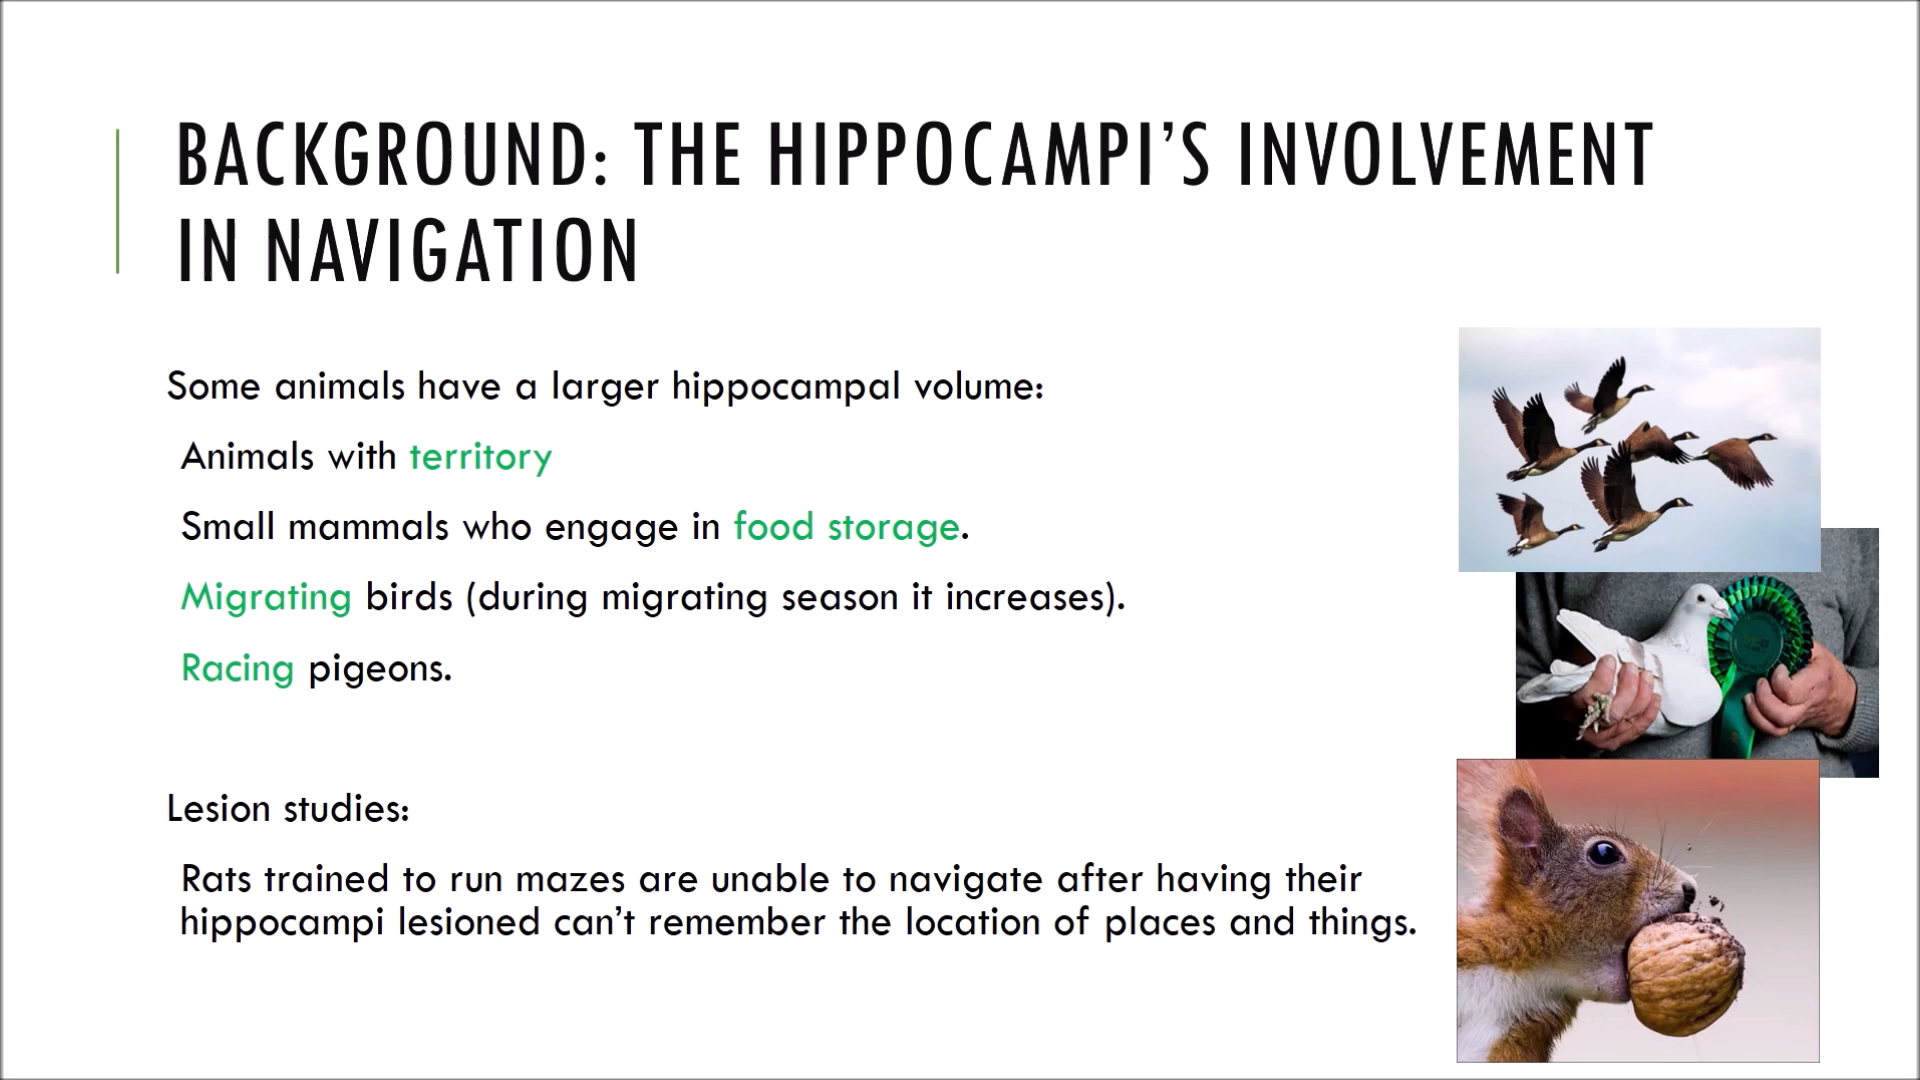 BACKGROUND: THE HIPPOCAMPI’S INVOLVEMENT
IN NAVIGATION
Some animals have a larger hippocampal volume:
Animals with territory
Small mammals who engage in food storage.
Migrating birds (during migrating season it increases).
Racing pigeons.
Lesion studies:
Rats trained to run mazes are unable to navigate after having their
hippocampi lesioned can’t remember the location of places and things.